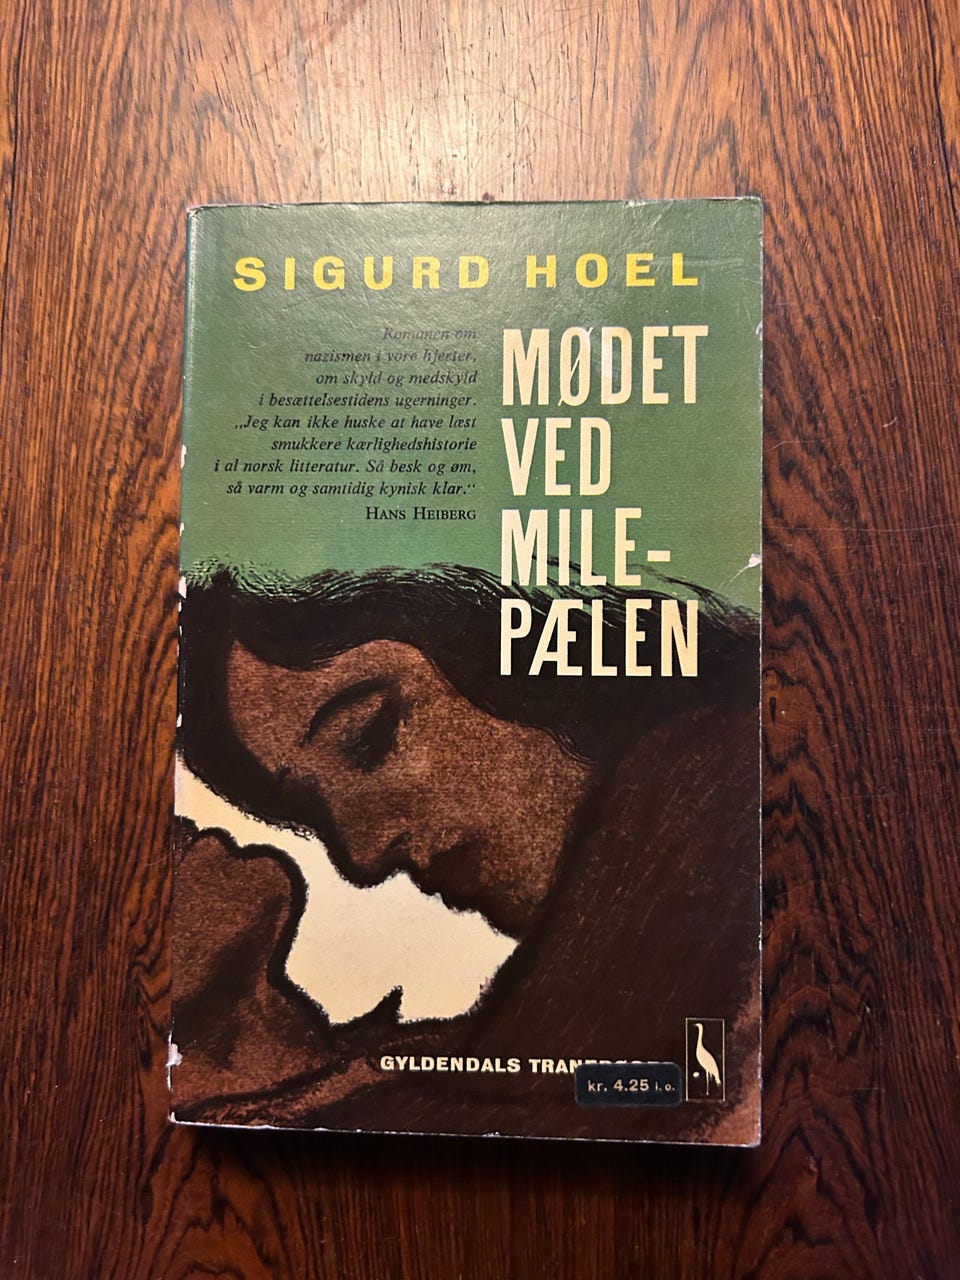 SIGURD HOEL
Romanen om
nazismen i vore hjerter,
om skyld og medskyld
i besættelsestidens ugerninger.
„Jeg kan ikke huske at have læst
smukkere kærlighedshistorie
i al norsk litteratur. Så besk og øm,
så varm og samtidig kynisk klar.“
HANS HEIBERG
MØDET
VED
MILE-
PÆLEN
GYLDENDALS
kr. 4.25 i.o.